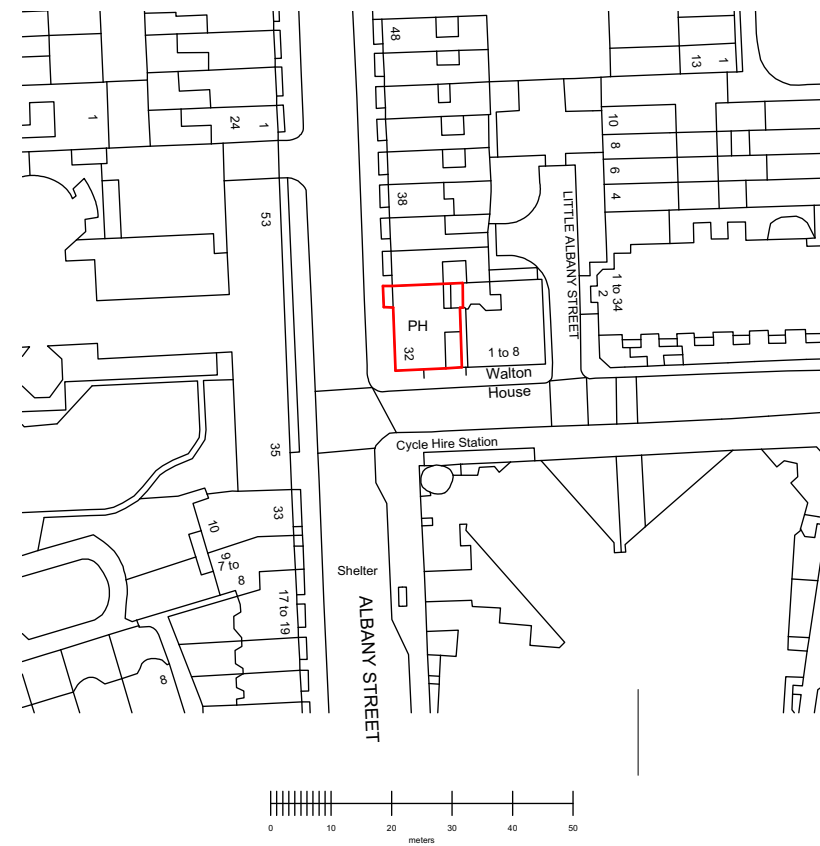 48
13
1
1
24
1
10
8
6
4
38
53
LITTLE ALBANY STREET
1 to 34
2
PH
32
1 to 8
Walton
House
Cycle Hire Station
35
33
10
9
7 to
8
Shelter
17 to 19
ALBANY STREET
8
0 10 20 30 40 50
meters